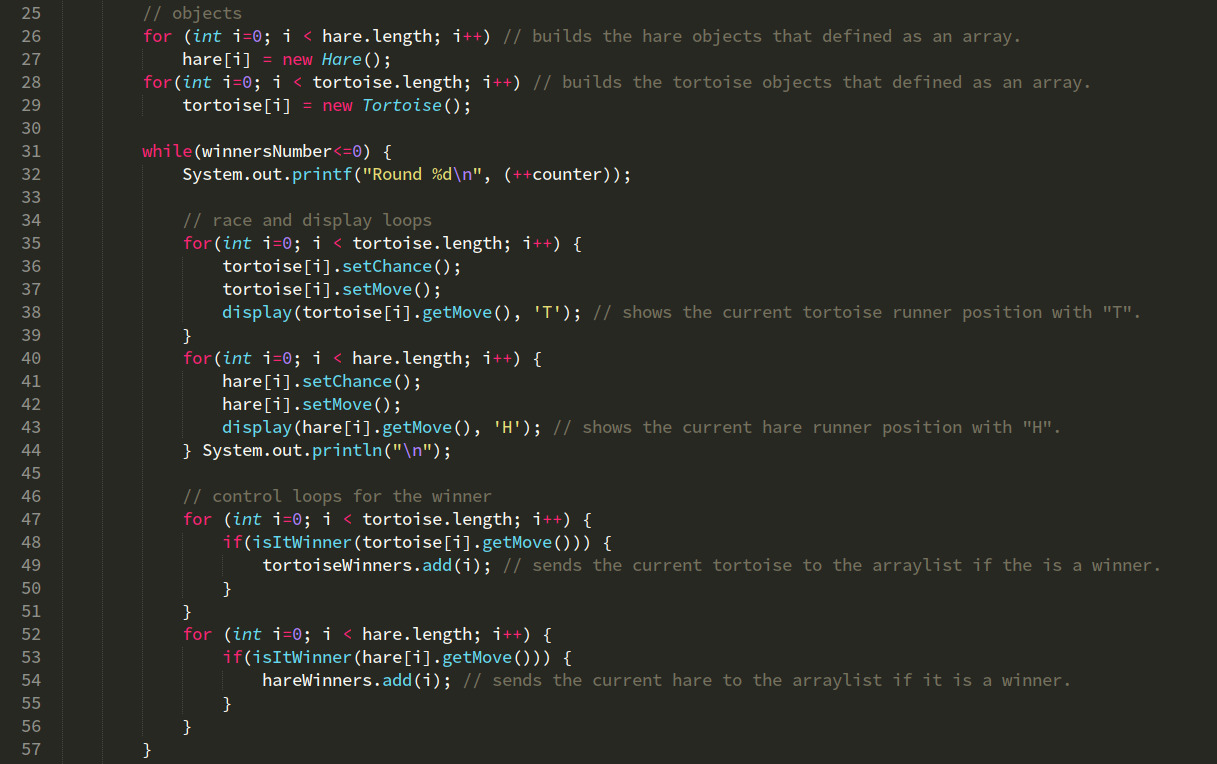 25 // objects
26 for (int i=0; i < hare.length; i++) // builds the hare objects that defined as an array.
27 hare[i] = new Hare();
28 for(int i=0; i < tortoise.length; i++) // builds the tortoise objects that defined as an array.
29 tortoise[i] = new Tortoise();
30
31 while(winnersNumber<=0) {
32 System.out.printf("Round %d\n", (++counter));
33
34 // race and display loops
35 for(int i=0; i < tortoise.length; i++) {
36 tortoise[i].setChance();
37 tortoise[i].setMove();
38 display(tortoise[i].getMove(), 'T'); // shows the current tortoise runner position with "T".
39 }
40 for(int i=0; i < hare.length; i++) {
41 hare[i].setChance();
42 hare[i].setMove();
43 display(hare[i].getMove(), 'H'); // shows the current hare runner position with "H".
44 } System.out.println("\n");
45
46 // control loops for the winner
47 for (int i=0; i < tortoise.length; i++) {
48 if(isItWinner(tortoise[i].getMove())) {
49 tortoiseWinners.add(i); // sends the current tortoise to the arraylist if the is a winner.
50 }
51 }
52 for (int i=0; i < hare.length; i++) {
53 if(isItWinner(hare[i].getMove())) {
54 hareWinners.add(i); // sends the current hare to the arraylist if it is a winner.
55 }
56 }
57 }